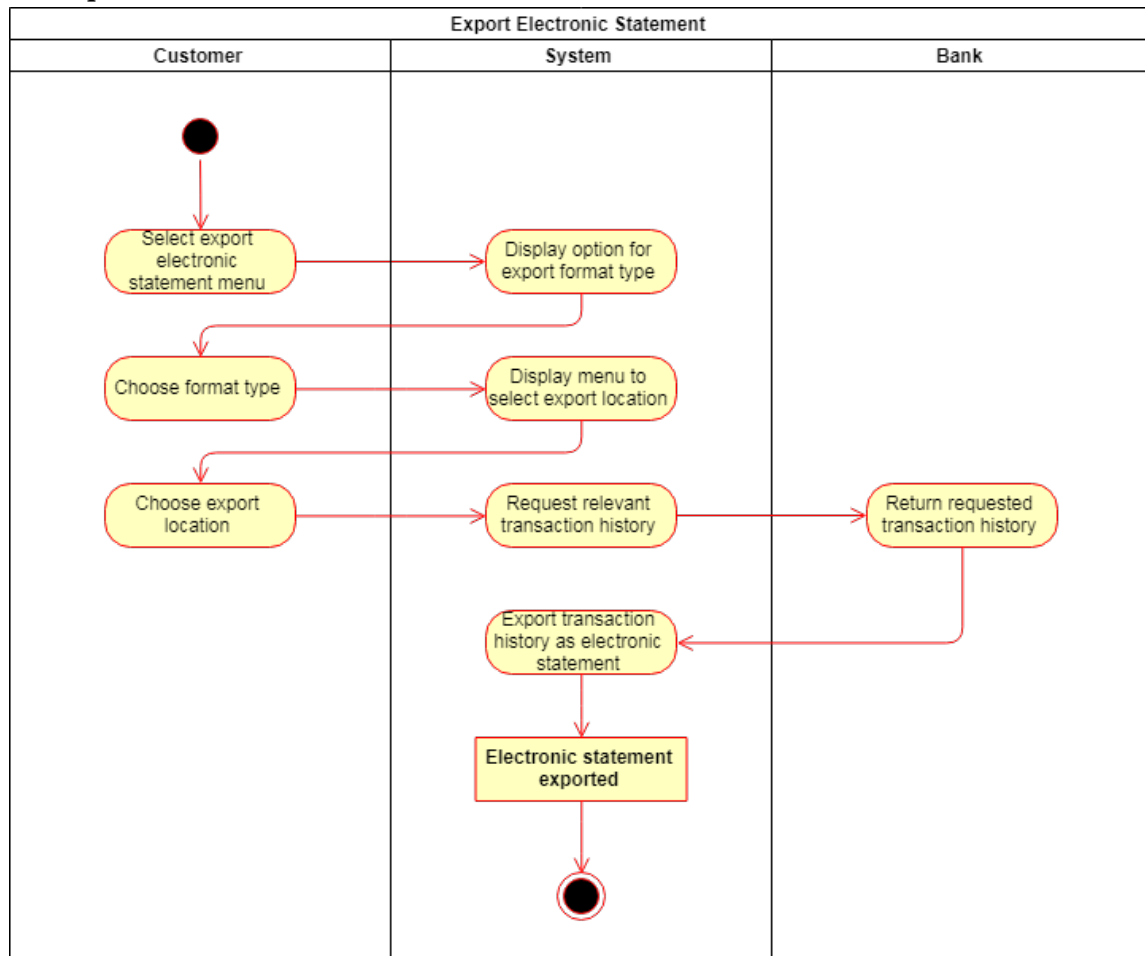 Export Electronic Statement
Customer
System
Bank
Select export
electronic
statement menu
Display option for
export format type
Choose format type
Display menu to
select export location
Choose export
location
Request relevant
transaction history
Return requested
transaction history
Export transaction
history as electronic
statement
Electronic statement
exported